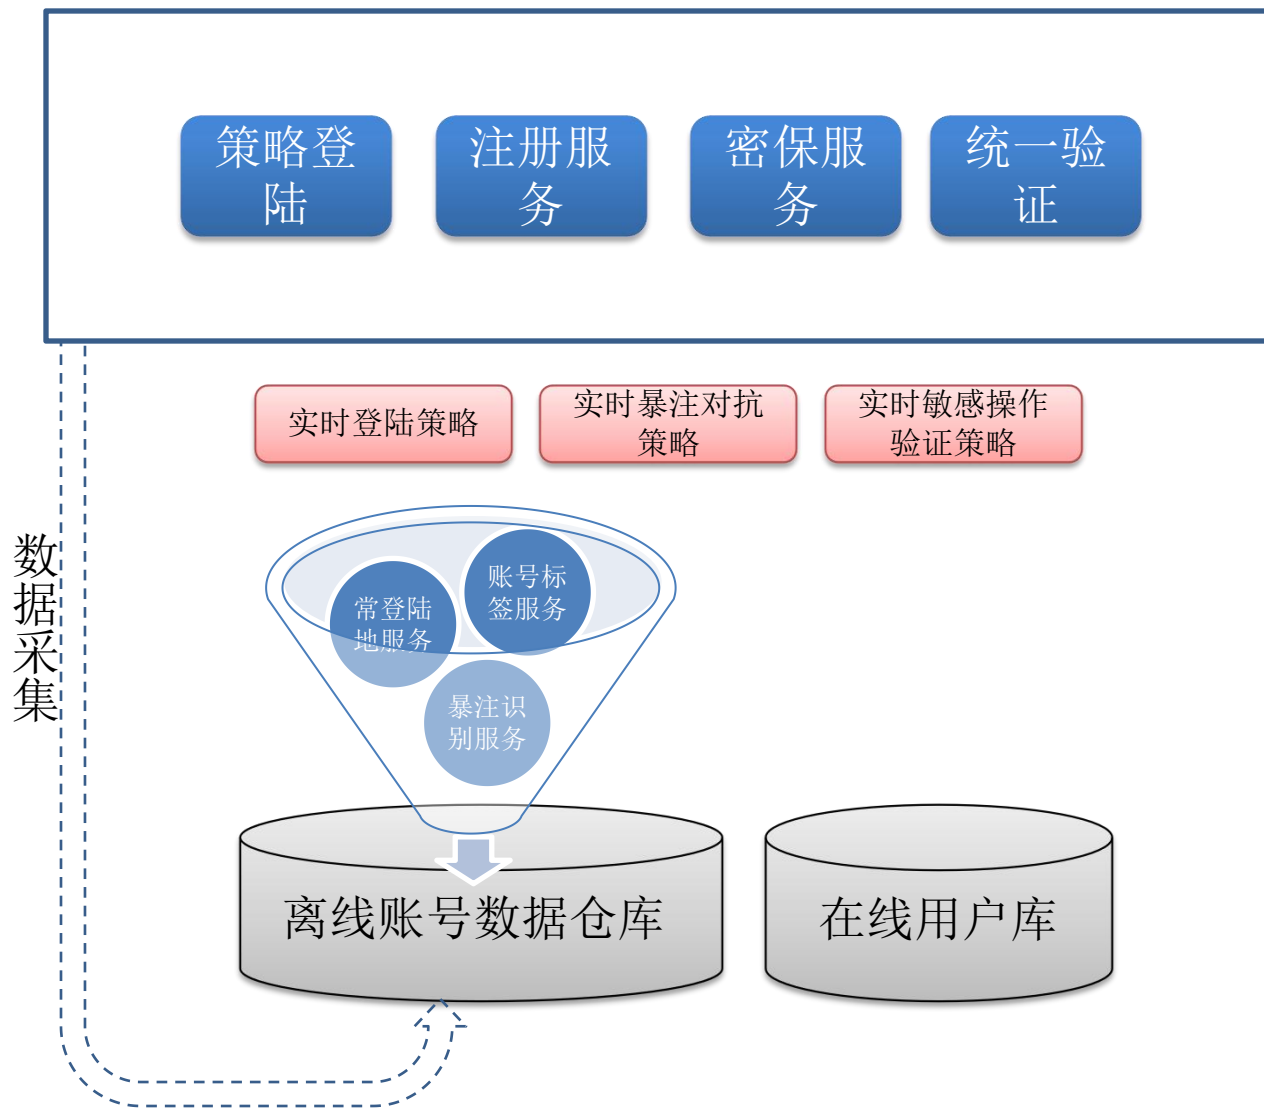 策略登
陆
注册服
务
密保服
务
统一验
证
实时登陆策略
实时暴注对抗
策略
实时敏感操作
验证策略
数
据
采
集
常登陆
地服务
账号标
签服务
暴注识
别服务
离线账号数据仓库
在线用户库